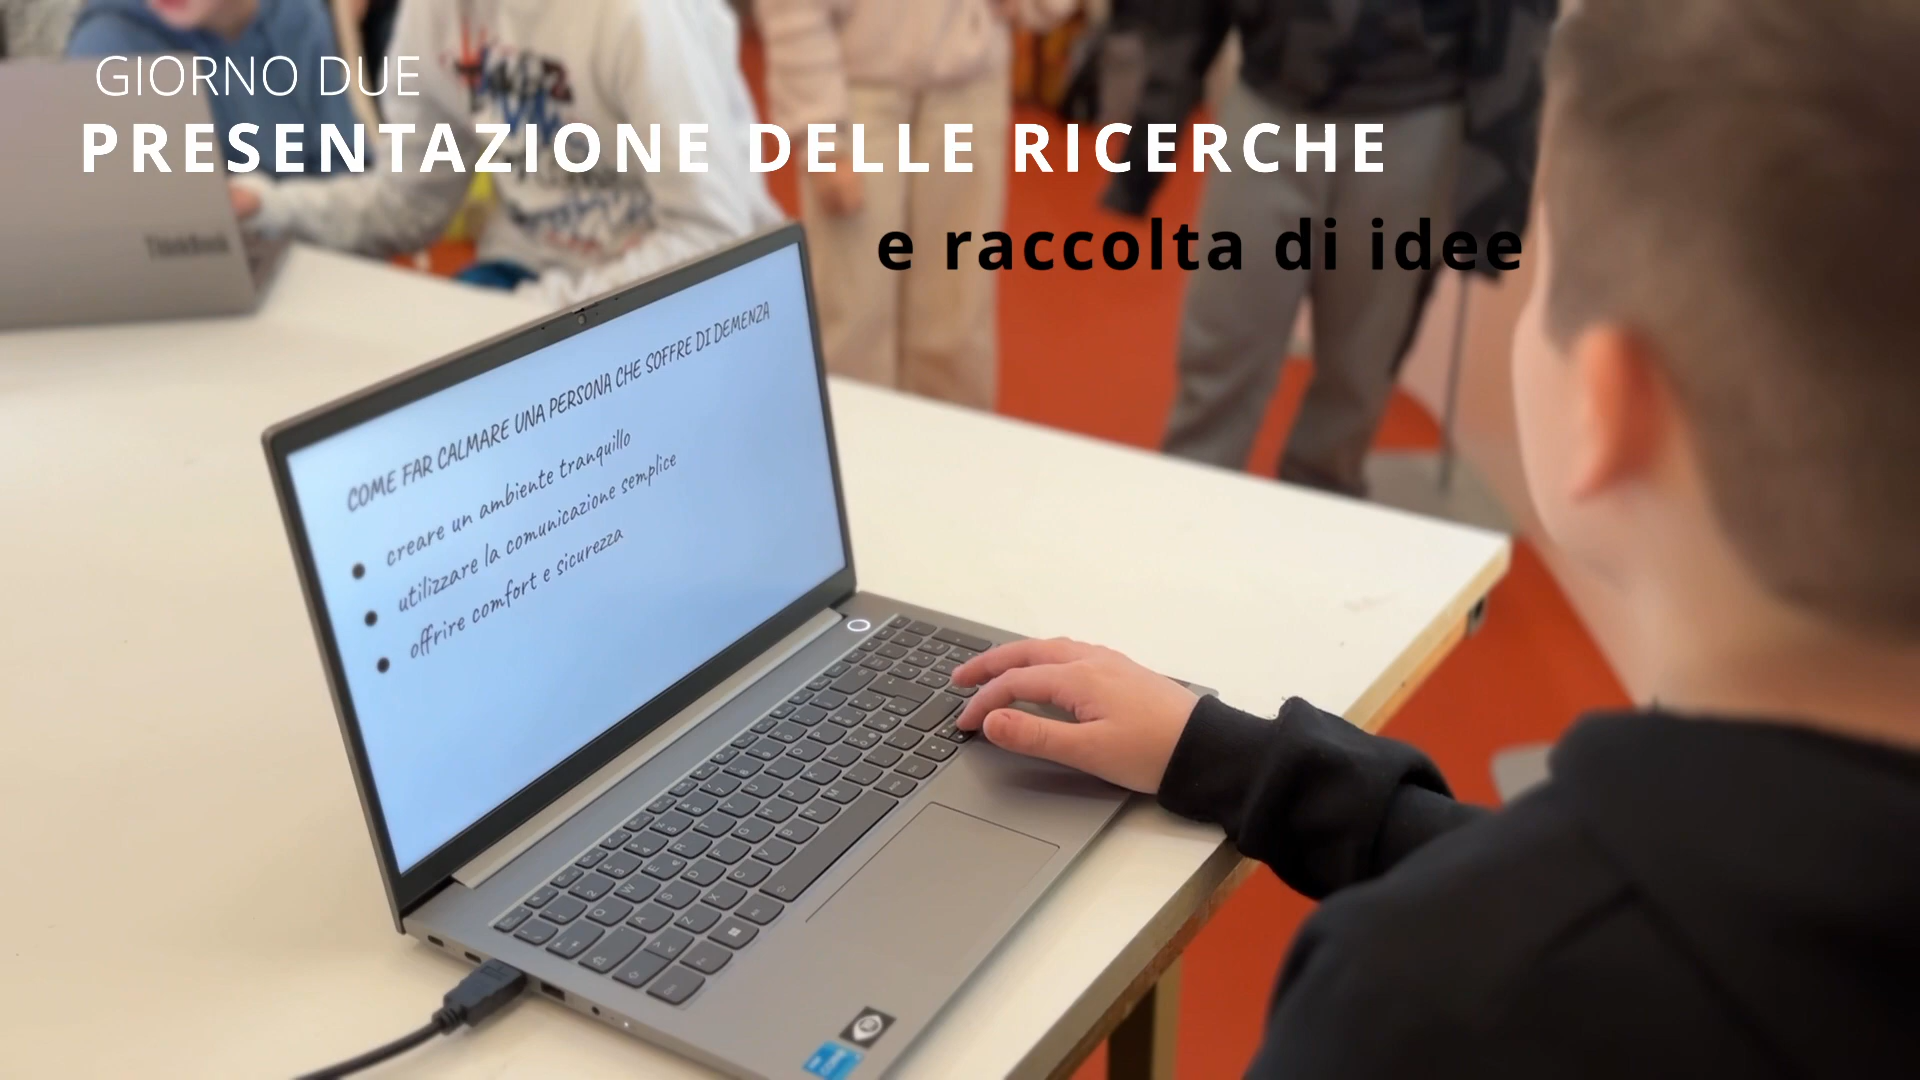 GIORNO DUE
PRESENTAZIONE DELLE RICERCHE
e raccolta di idee
ThinkBook
COME FAR CALMARE UNA PERSONA CHE SOFFRE DI DEMENZA
creare un ambiente tranquillo
utilizzare la comunicazione semplice
offrire comfort e sicurezza